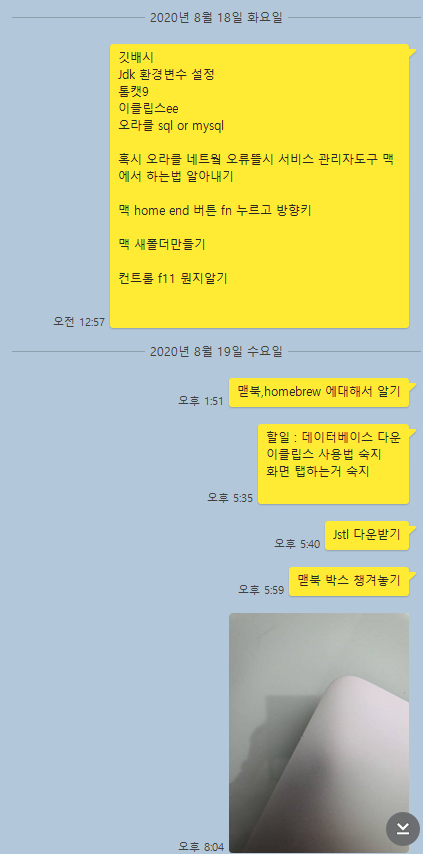 2020년 8월 18일 화요일
깃배시
Jdk 환경변수 설정
톰캣9
이클립스ee
오라클 sql or mysql
혹시 오라클 네트웤 오류뜰시 서비스 관리자도구 맥
에서 하는법 알아내기
맥 home end 버튼 fn 누르고 방향키
맥 새폴더만들기
컨트롤 f11 뭔지알기
오전 12:57
2020년 8월 19일 수요일
맫북,homebrew 에대해서 알기
오후 1:51
할일 : 데이터베이스 다운
이클립스 사용법 숙지
화면 탭하는거 숙지
오후 5:35
Jstl 다운받기
오후 5:40
맫북 박스 챙겨놓기
오후 5:59
오후 8:04